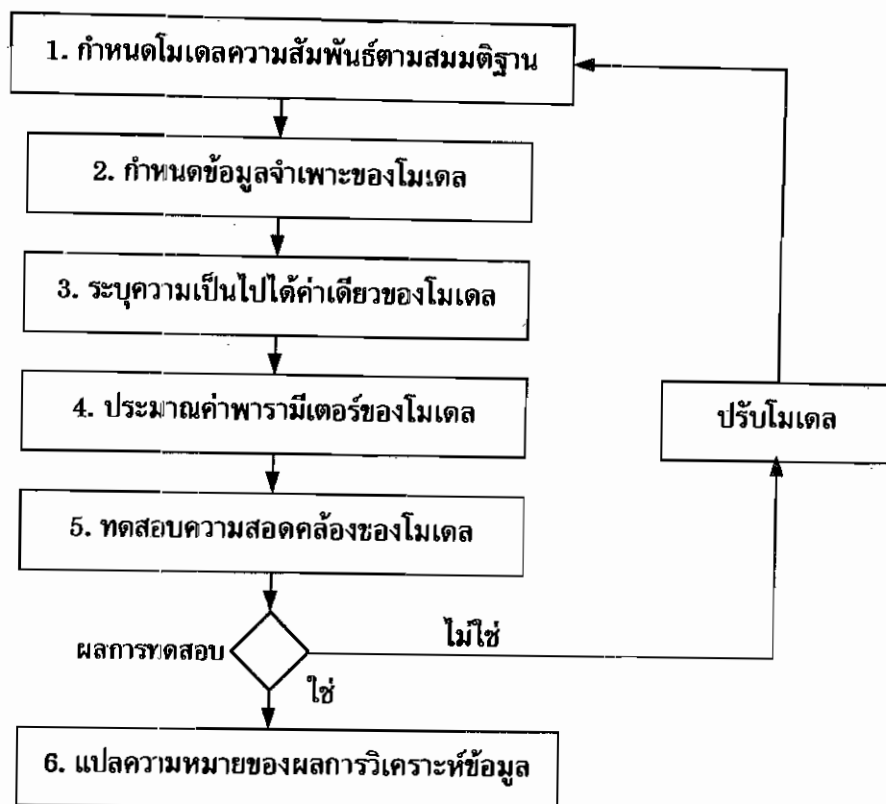 1. กำหนดโมเดลความสัมพันธ์ตามสมมติฐาน
2. กำหนดข้อมูลจำเพาะของโมเดล
3. ระบุความเป็นไปได้ค่าเดียวของโมเดล
4. ประมาณค่าพารามีเตอร์ของโมเดล
ปรับโมเดล
5. ทดสอบความสอดคล้องของโมเดล
ผลการทดสอบ
ไม่ใช่
ใช่
6. แปลความหมายของผลการวิเคราะห์ข้อมูล